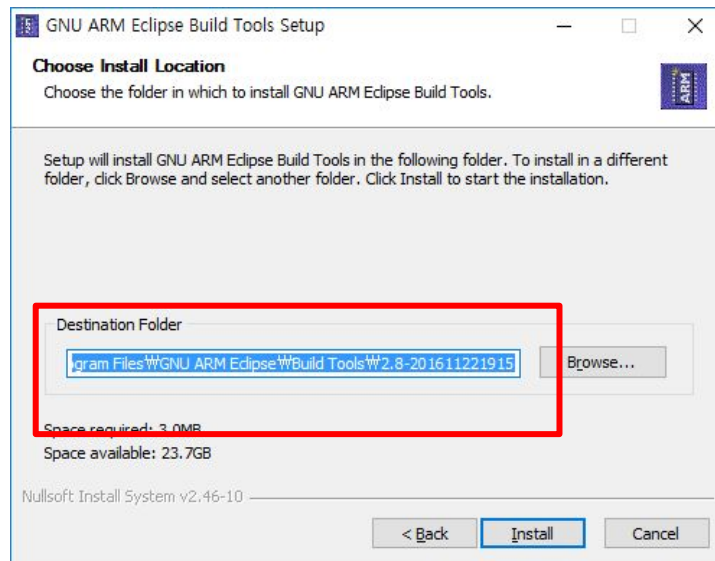 GNU ARM Eclipse Build Tools Setup
Choose Install Location
Choose the folder in which to install GNU ARM Eclipse Build Tools.
ARM
Setup will install GNU ARM Eclipse Build Tools in the following folder. To install in a different
folder, click Browse and select another folder. Click Install to start the installation.
Destination Folder
ogram Files₩GNU ARM Eclipse₩Build Tools₩2.8-201611221915
Browse...
Space required: 3.0MB
Space available: 23.7GB
Nullsoft Install System v2.46-10
< Back
Install
Cancel